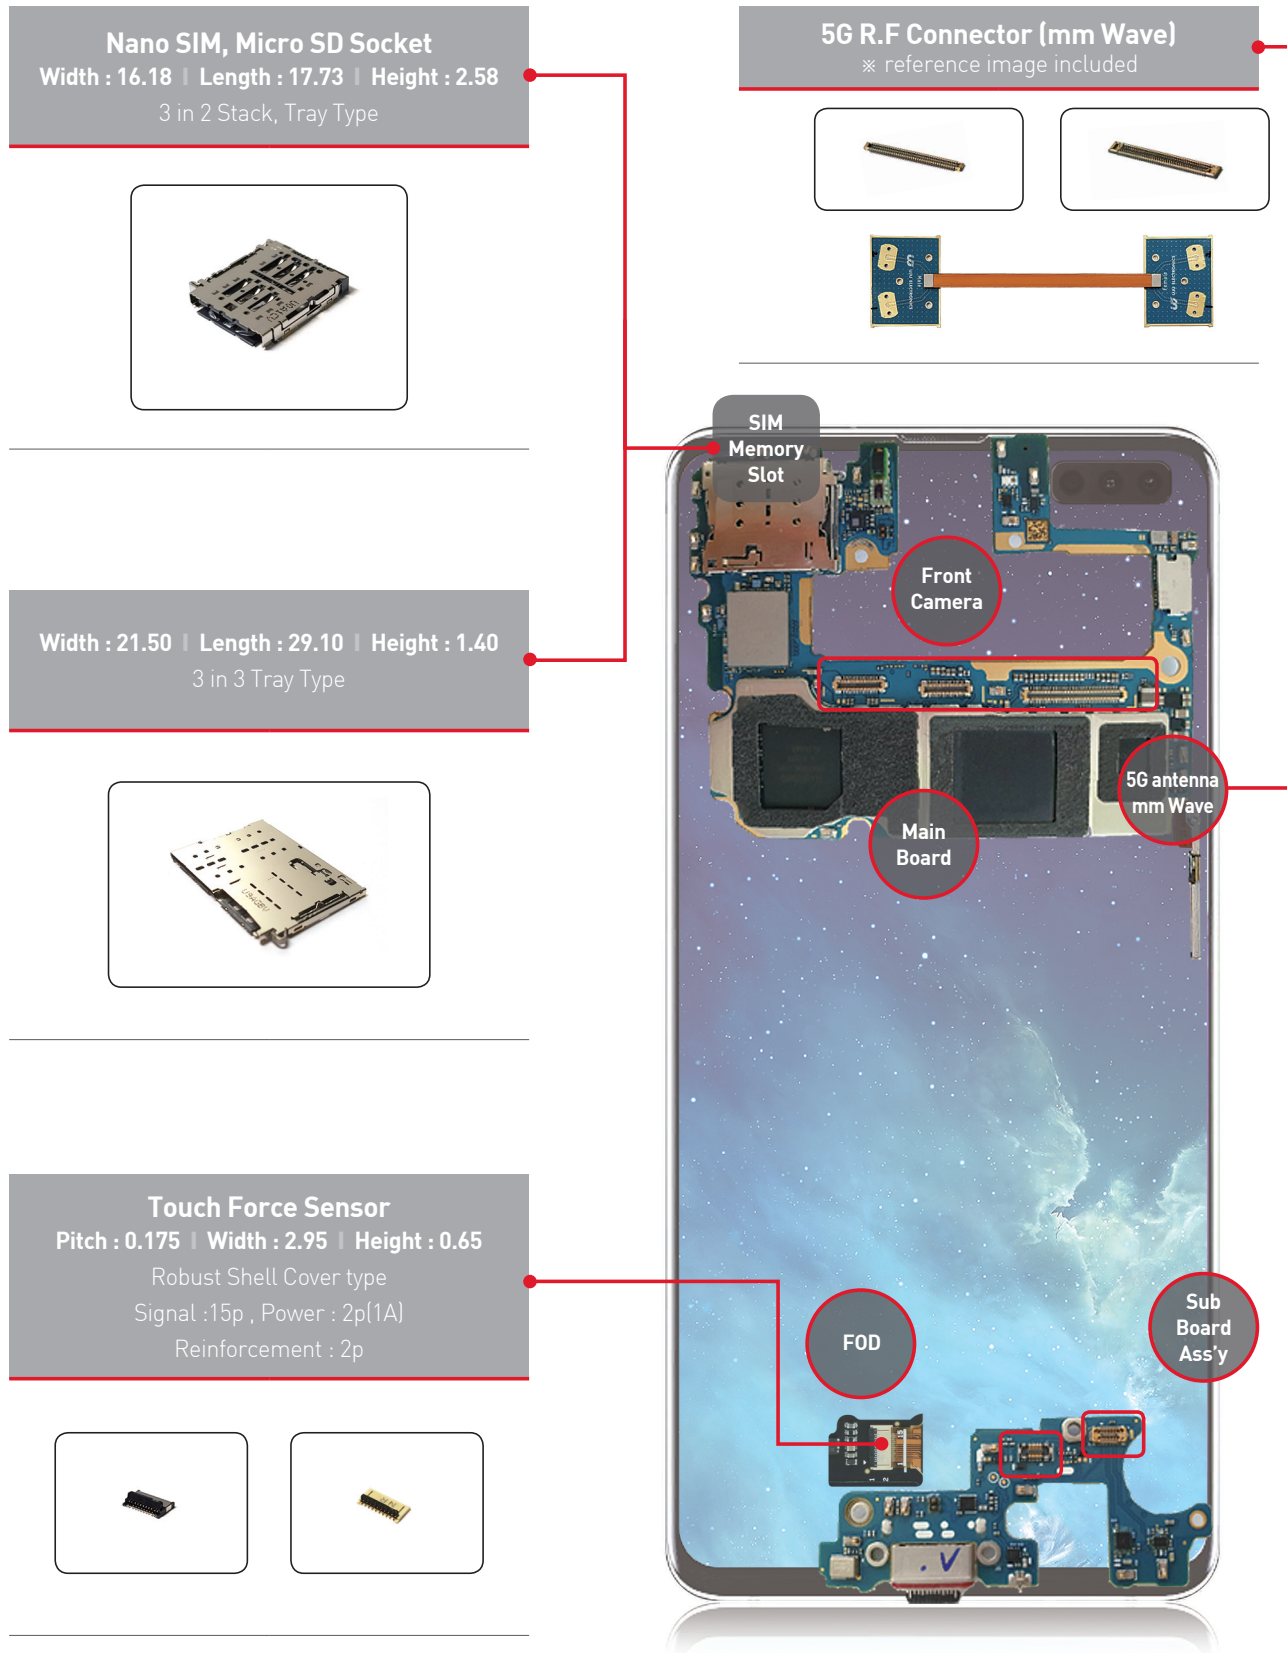 Nano SIM, Micro SD Socket
Width : 16.18 | Length : 17.73 | Height : 2.58
3 in 2 Stack, Tray Type
5G R.F Connector (mm Wave)
※ reference image included
SIM
Memory
Slot
Front
Camera
Width : 21.50 | Length : 29.10 | Height : 1.40
3 in 3 Tray Type
5G antenna
mm Wave
Main
Board
Touch Force Sensor
Pitch : 0.175 | Width : 2.95 | Height : 0.65
Robust Shell Cover type
Signal :15p , Power : 2p(1A)
Reinforcement : 2p
FOD
Sub
Board
Ass'y